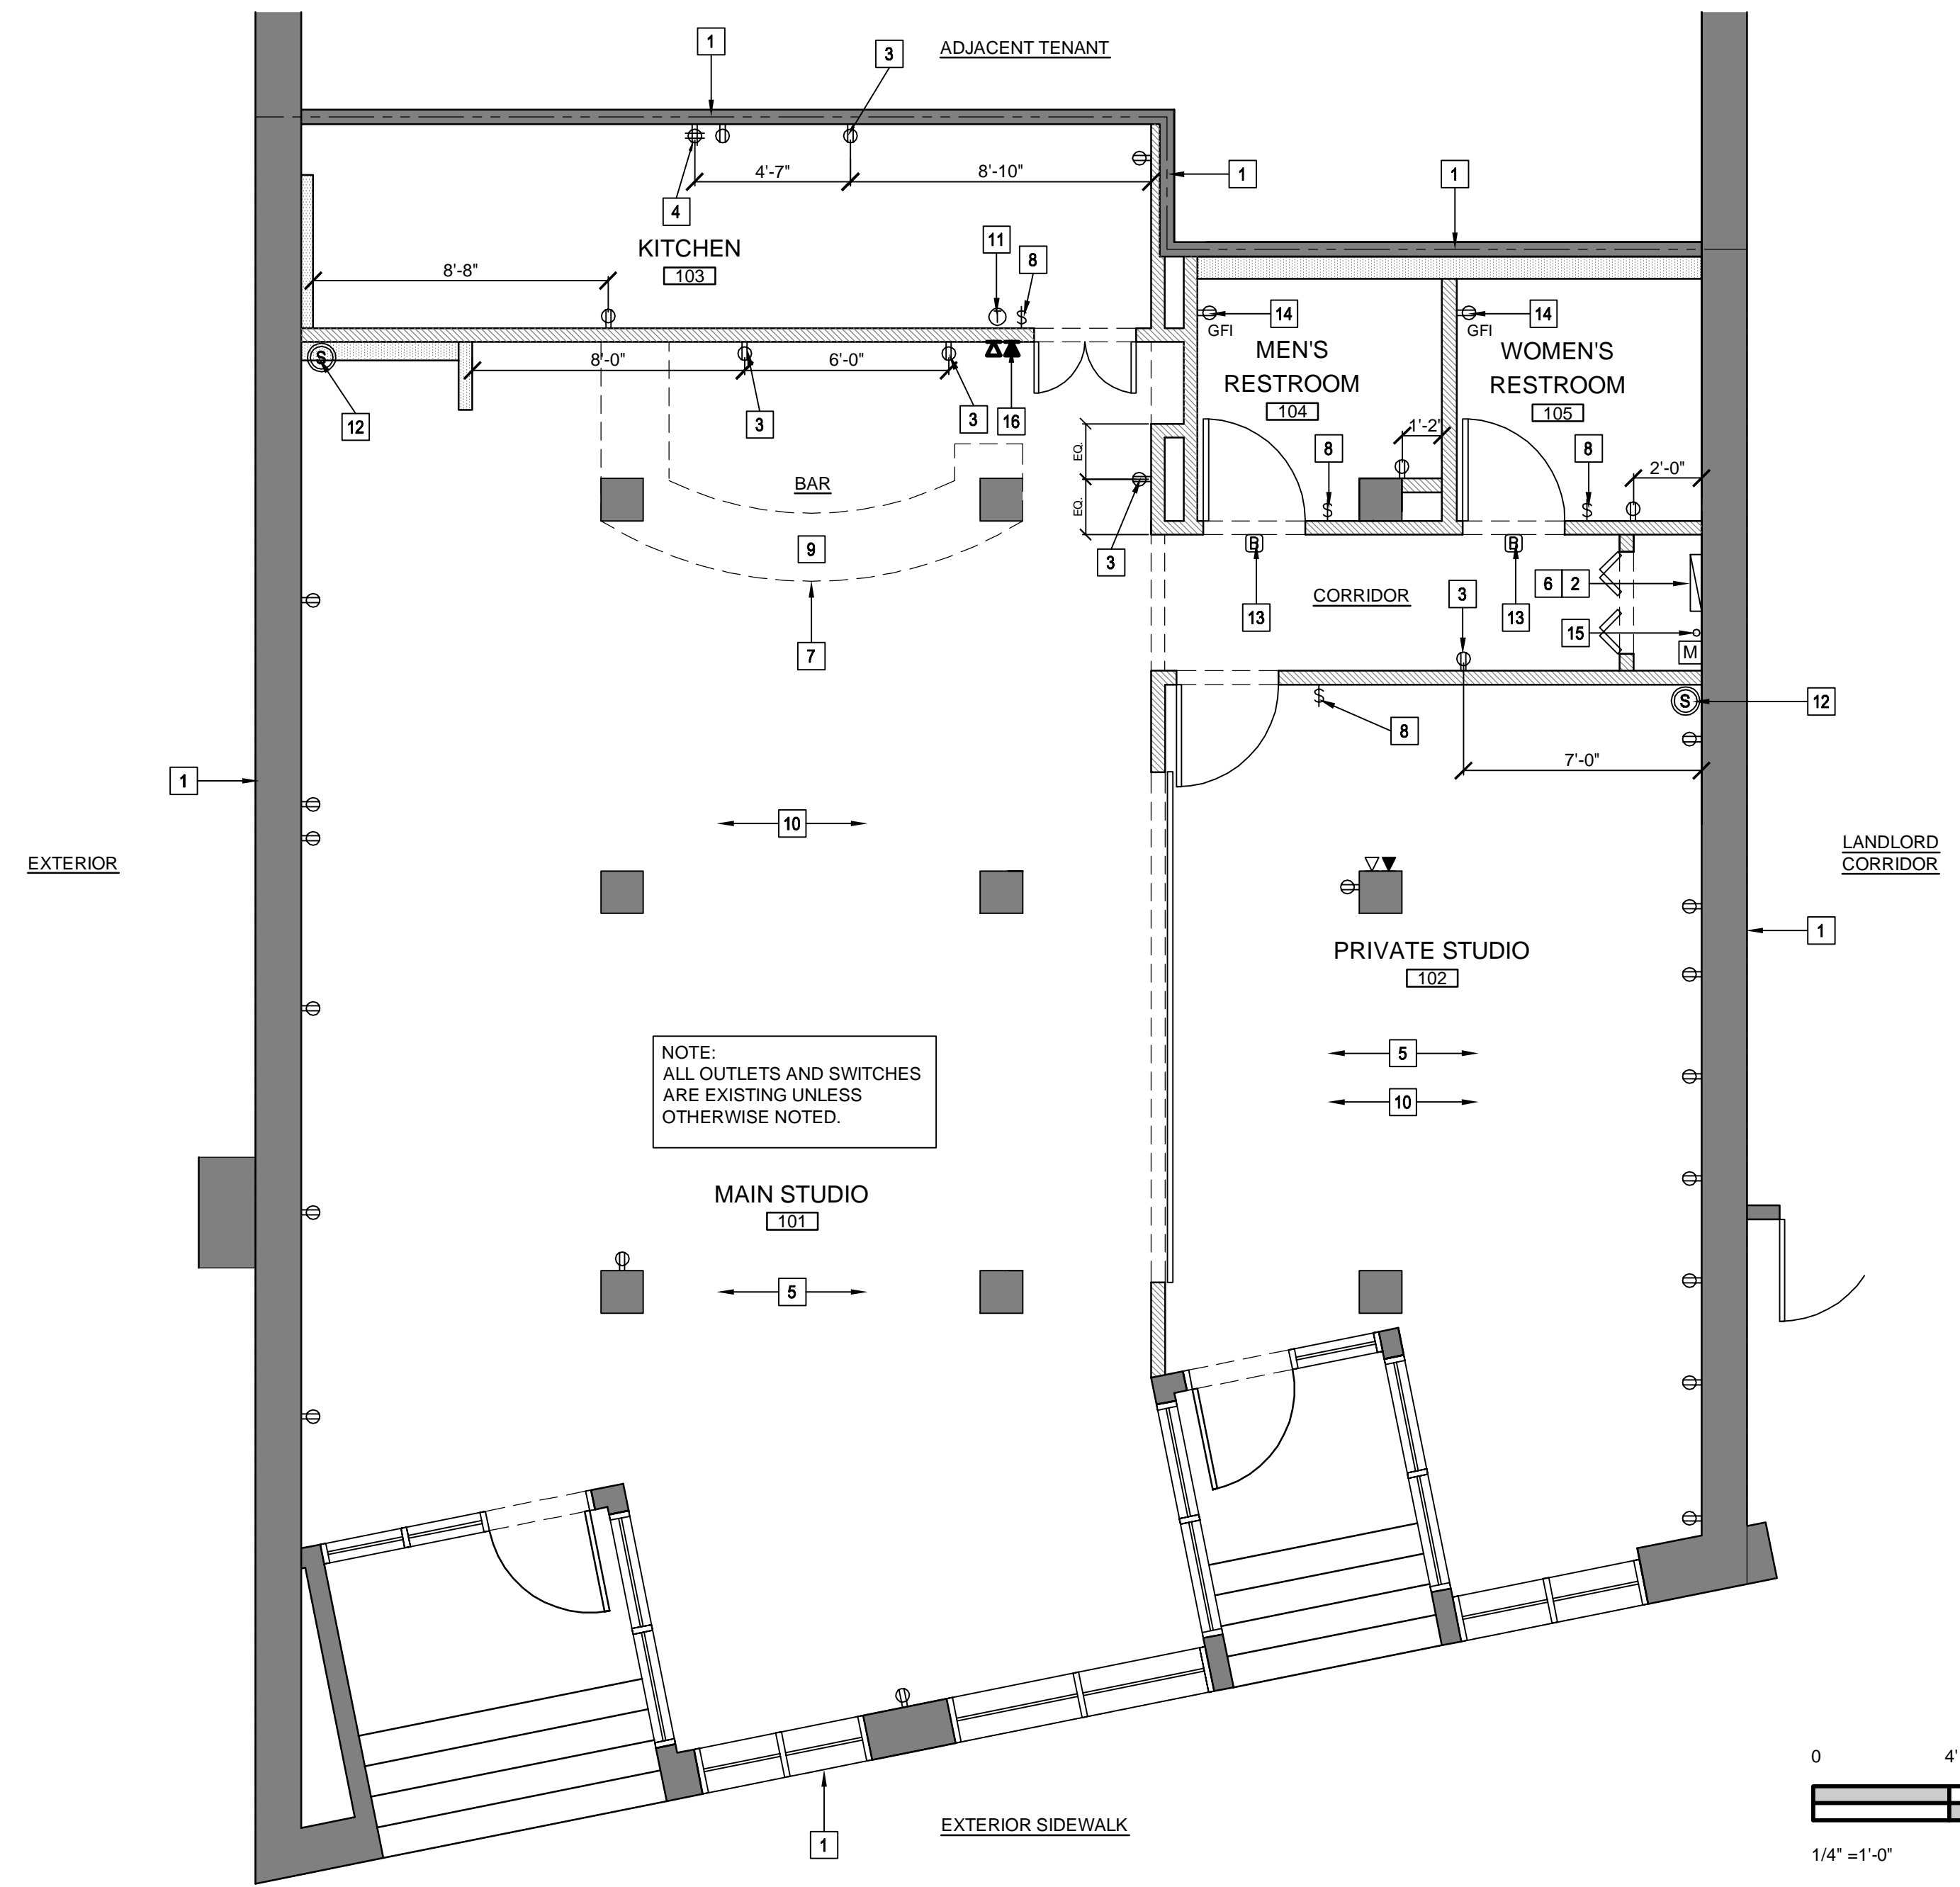 1
ADJACENT TENANT
3
4'-7"
8'-10"
1
1
4
KITCHEN
103
11
8
8'-8"
T
$
14
GFI
14
GFI
MEN'S
RESTROOM
104
WOMEN'S
RESTROOM
105
S
8'-0"
6'-0"
12
3
3
16
1'-2"
8
8
2'-0"
EQ.
EQ.
BAR
$
$
9
3
B
B
CORRIDOR
3
6 2
13
13
15
M
7
S
12
$
8
7'-0"
1
10
EXTERIOR
LANDLORD
CORRIDOR
1
PRIVATE STUDIO
102
5
10
NOTE:
ALL OUTLETS AND SWITCHES
ARE EXISTING UNLESS
OTHERWISE NOTED.
MAIN STUDIO
101
5
0 4'
EXTERIOR SIDEWALK
1
1/4" =1'-0"